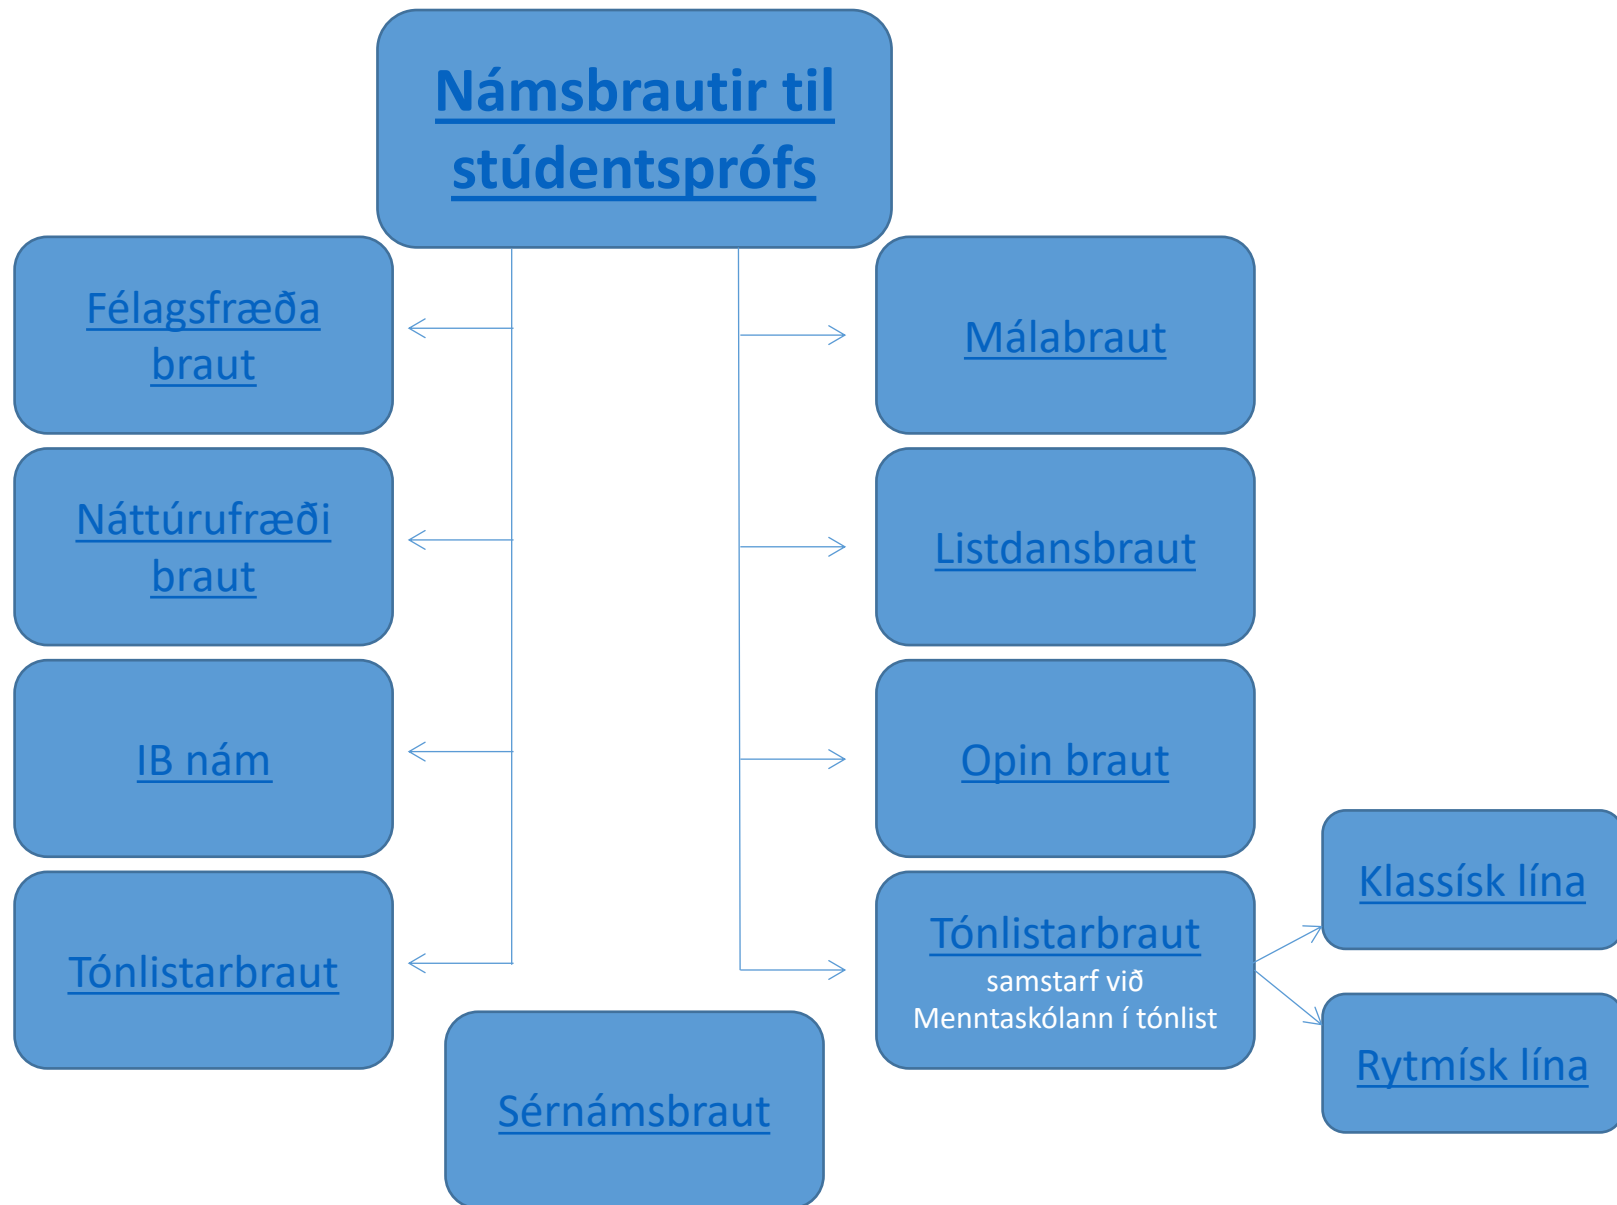 Námsbrautir til
stúdentsprófs
Félagsfræða
braut
Málabraut
Náttúrufræði
braut
Listdansbraut
IB nám
Opin braut
Tónlistarbraut
Tónlistarbraut
samstarf við
Menntaskólann í tónlist
Klassísk lína
Rytmísk lína
Sérnámsbraut